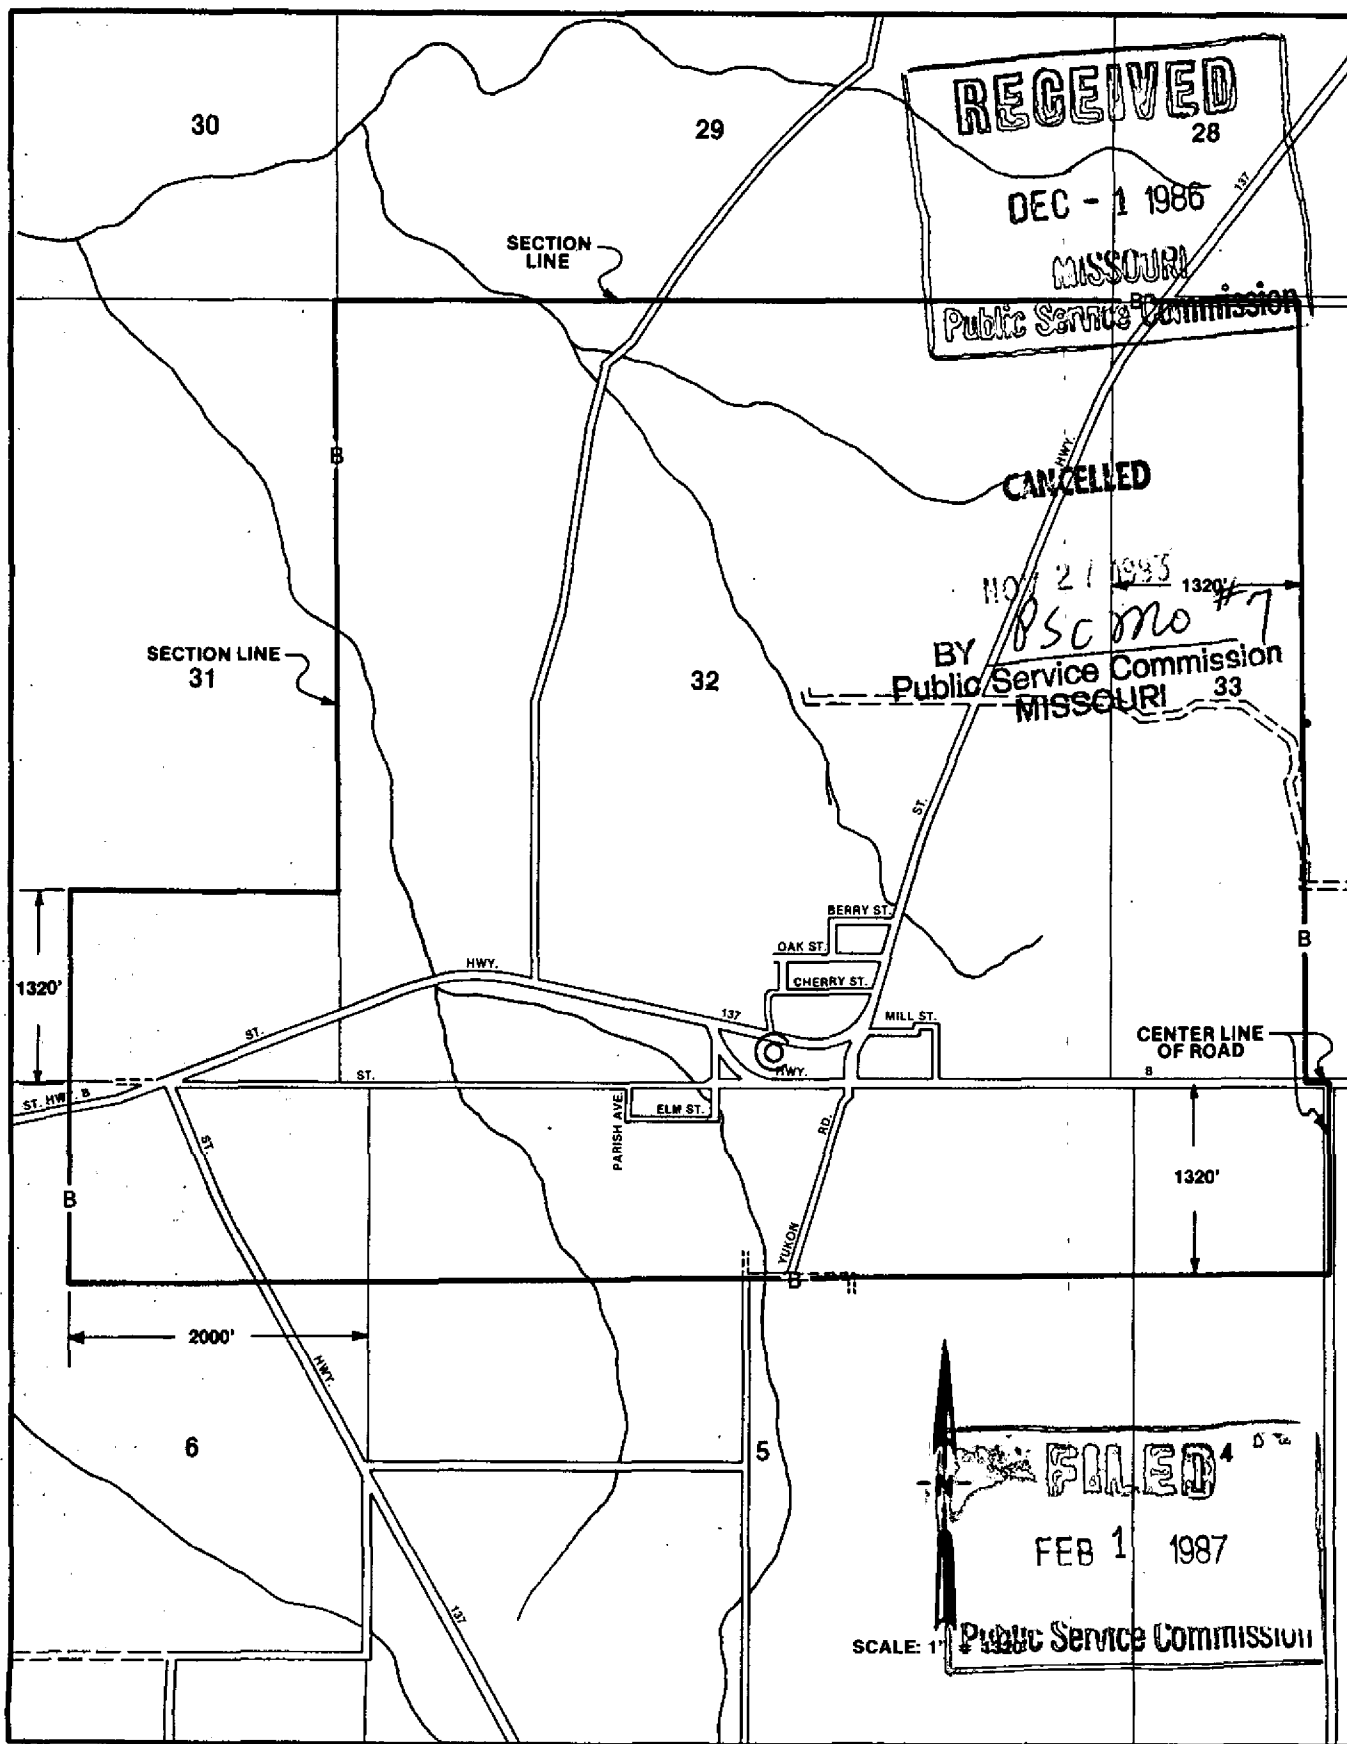 30
29
RECEIVED
28
DEC - 1 1986
137
SECTION
LINE
MISSOURI
B
Public Service Commission
B
HWY.
CANCELLED
1320'
PSC MO #7
BY
Public Service Commission
MISSOURI
SECTION LINE
31
32
33
ST.
BERRY ST.
B
OAK ST.
HWY.
CHERRY ST.
1320'
137
MILL ST.
ST.
CENTER LINE
OF ROAD
HWY.
ST.
B
ST. HWY. B
ELM ST.
PARISH AVE.
RD.
ST.
1320'
B
YUKON
B
2000'
HWY.
6
5
4
FILED
N
FEB 1 1987
137
SCALE: 1"
Public Service Commission